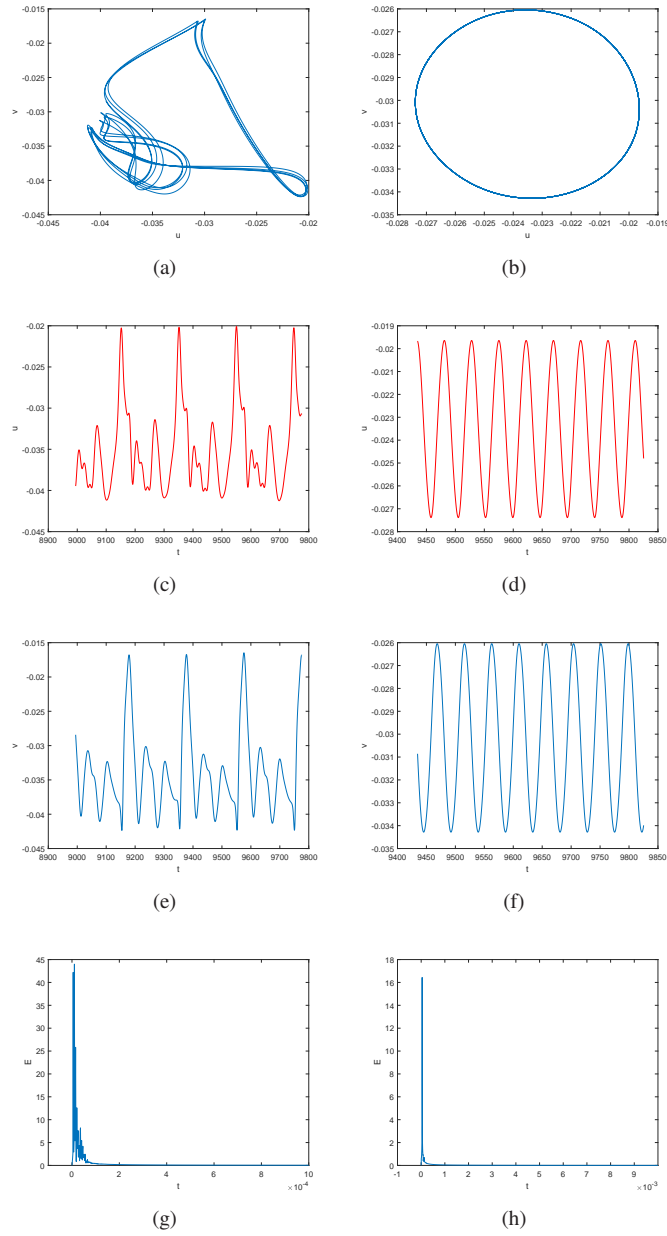 -0.015
-0.02
-0.025
-0.03
-0.035
-0.04
-0.045
v
-0.045 -0.04 -0.035 -0.03 -0.025 -0.02
u
(a)
-0.026
-0.027
-0.028
-0.029
-0.03
-0.031
-0.032
-0.033
-0.034
-0.035
v
-0.028 -0.027 -0.026 -0.025 -0.024 -0.023 -0.022 -0.021 -0.02 -0.019
u
(b)
-0.02
-0.025
-0.03
-0.035
-0.04
-0.045
u
8900 9000 9100 9200 9300 9400 9500 9600 9700 9800
t
(c)
-0.019
-0.02
-0.021
-0.022
-0.023
-0.024
-0.025
-0.026
-0.027
-0.028
u
9400 9450 9500 9550 9600 9650 9700 9750 9800 9850
t
(d)
-0.015
-0.02
-0.025
-0.03
-0.035
-0.04
-0.045
v
8900 9000 9100 9200 9300 9400 9500 9600 9700 9800
t
(e)
-0.026
-0.027
-0.028
-0.029
-0.03
-0.031
-0.032
-0.033
-0.034
-0.035
v
9400 9450 9500 9550 9600 9650 9700 9750 9800 9850
t
(f)
45
40
35
30
25
20
15
10
5
0
E
0 2 4 6 8 10
t
×10⁻⁴
(g)
18
16
14
12
10
8
6
4
2
0
E
-1 0 1 2 3 4 5 6 7 8 9
t
×10⁻³
(h)